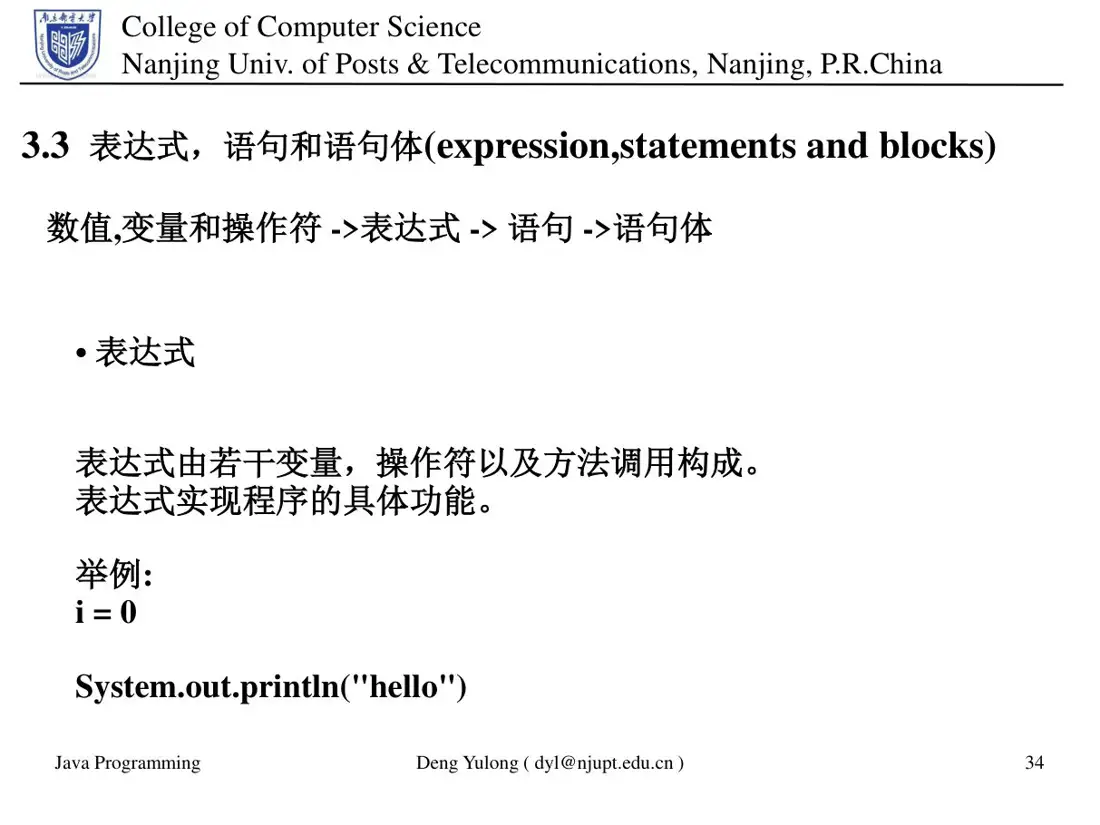 College of Computer Science
Nanjing Univ. of Posts & Telecommunications, Nanjing, P.R.China
3.3 表达式，语句和语句体(expression,statements and blocks)
数值,变量和操作符 ->表达式 -> 语句 ->语句体
• 表达式
表达式由若干变量，操作符以及方法调用构成。
表达式实现程序的具体功能。
举例:
i = 0
System.out.println("hello")
Java Programming
Deng Yulong ( dyl@njupt.edu.cn )
34